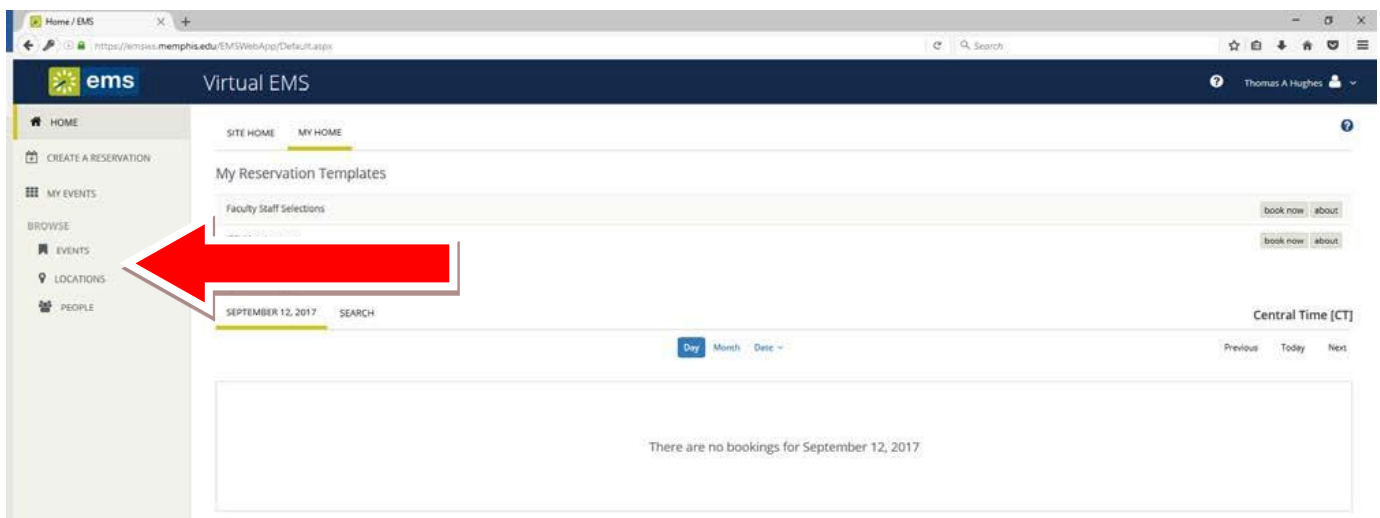 Home / EMS
https://emsiis.memphis.edu/EMSWebApp/Default.aspx
Search
ems
Virtual EMS
Thomas A Hughes
HOME
SITE HOME MY HOME
CREATE A RESERVATION
My Reservation Templates
MY EVENTS
Faculty Staff Selections book now about
BROWSE
book now about
EVENTS
LOCATIONS
PEOPLE
SEPTEMBER 12, 2017 SEARCH Central Time [CT]
Day Month Date Previous Today Next
There are no bookings for September 12, 2017